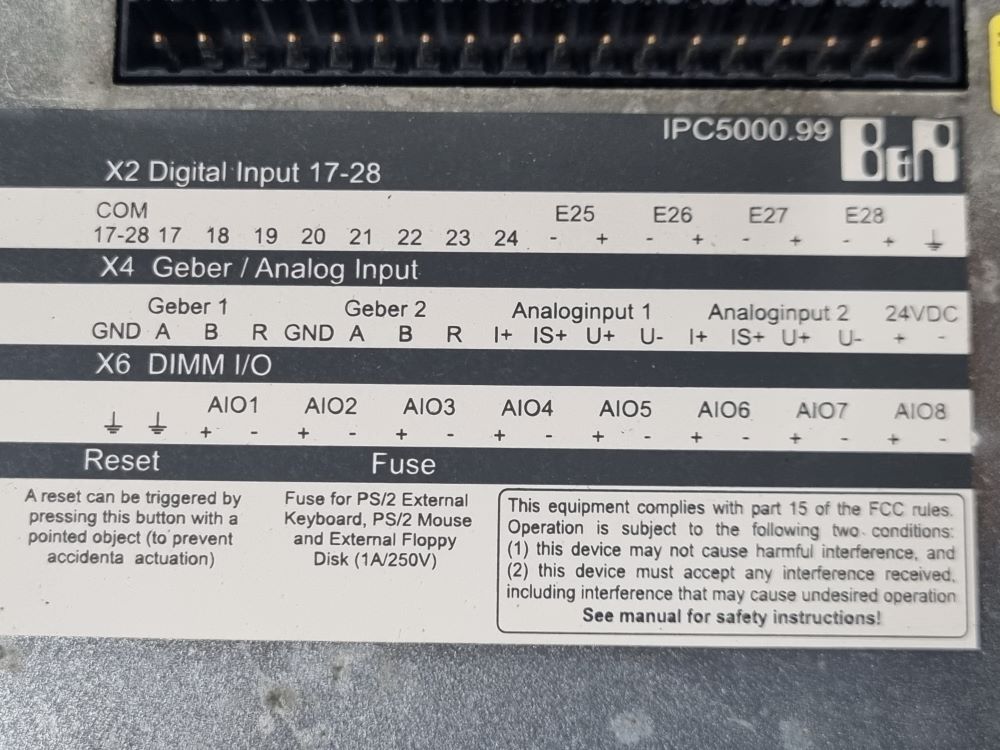 IPC5000.99 B&R
X2 Digital Input 17-28
COM E25 E26 E27 E28
17-28 17 18 19 20 21 22 23 24 - + - + - + - +
X4 Geber / Analog Input
Geber 1 Geber 2 Analoginput 1 Analoginput 2 24VDC
GND A B R GND A B R I+ IS+ U+ U- I+ IS+ U+ U- + -
X6 DIMM I/O
AIO1 AIO2 AIO3 AIO4 AIO5 AIO6 AIO7 AIO8
+ - + - + - + - + - + - + - + -
Reset Fuse
A reset can be triggered by
pressing this button with a
pointed object (to prevent
accidenta actuation)
Fuse for PS/2 External
Keyboard, PS/2 Mouse
and External Floppy
Disk (1A/250V)
This equipment complies with part 15 of the FCC rules.
Operation is subject to the following two conditions:
(1) this device may not cause harmful interference, and
(2) this device must accept any interference received,
including interference that may cause undesired operation
See manual for safety instructions!